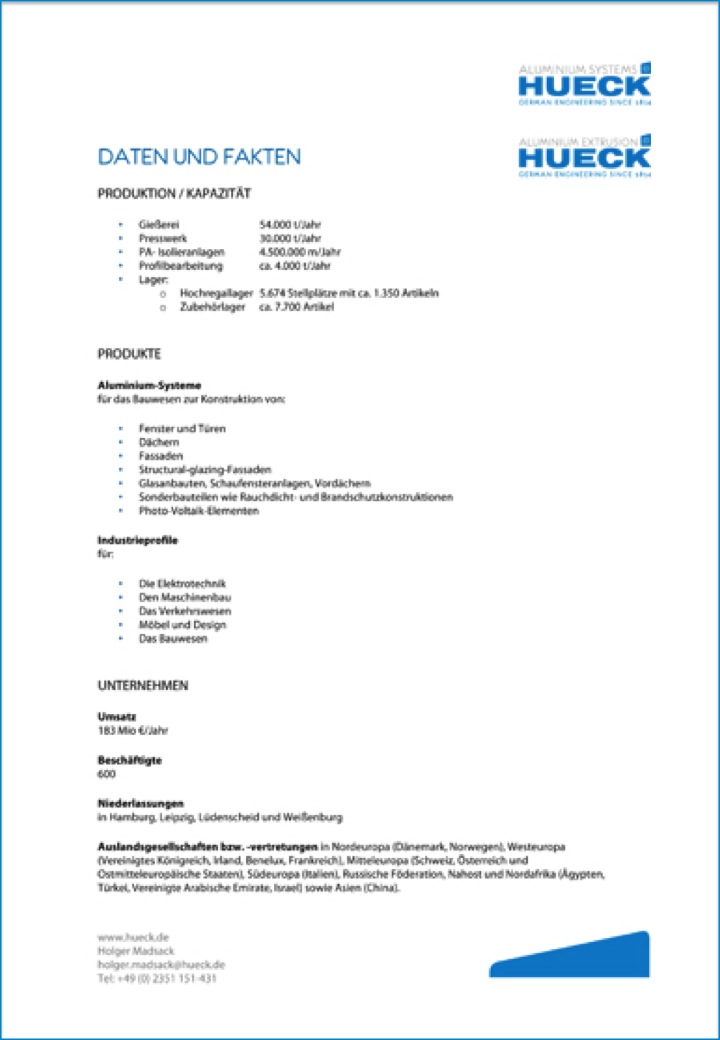 ALUMINIUM SYSTEMS
HUECK
GERMAN ENGINEERING SINCE 1814
ALUMINIUM EXTRUSION
HUECK
GERMAN ENGINEERING SINCE 1814
DATEN UND FAKTEN
PRODUKTION / KAPAZITÄT
• Gießerei 54.000 t/Jahr
• Presswerk 30.000 t/Jahr
• PA- Isolieranlagen 4.500.000 m/Jahr
• Profilbearbeitung ca. 4.000 t/Jahr
• Lager:
o Hochregallager 5.674 Stellplätze mit ca. 1.350 Artikeln
o Zubehörlager ca. 7.700 Artikel
PRODUKTE
Aluminium-Systeme
für das Bauwesen zur Konstruktion von:
• Fenster und Türen
• Dächern
• Fassaden
• Structural-glazing-Fassaden
• Glasanbauten, Schaufensteranlagen, Vordächern
• Sonderbauteilen wie Rauchdicht- und Brandschutzkonstruktionen
• Photo-Voltaik-Elementen
Industrieprofile
für:
• Die Elektrotechnik
• Den Maschinenbau
• Das Verkehrswesen
• Möbel und Design
• Das Bauwesen
UNTERNEHMEN
Umsatz
183 Mio €/Jahr
Beschäftigte
600
Niederlassungen
in Hamburg, Leipzig, Lüdenscheid und Weißenburg
Auslandsgesellschaften bzw. -vertretungen in Nordeuropa (Dänemark, Norwegen), Westeuropa
(Vereinigtes Königreich, Irland, Benelux, Frankreich), Mitteleuropa (Schweiz, Österreich und
Ostmitteleuropäische Staaten), Südeuropa (Italien), Russische Föderation, Nahost und Nordafrika (Ägypten,
Türkei, Vereinigte Arabische Emirate, Israel) sowie Asien (China).
www.hueck.de
Holger Madsack
holger.madsack@hueck.de
Tel: +49 (0) 2351 151-431